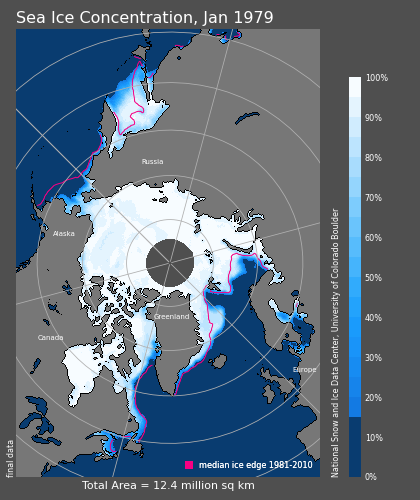 Sea Ice Concentration, Jan 1979
Russia
Alaska
Canada
Greenland
Europe
median ice edge 1981-2010
Total Area = 12.4 million sq km
final data
National Snow and Ice Data Center, University of Colorado Boulder
100%
90%
80%
70%
60%
50%
40%
30%
20%
10%
0%